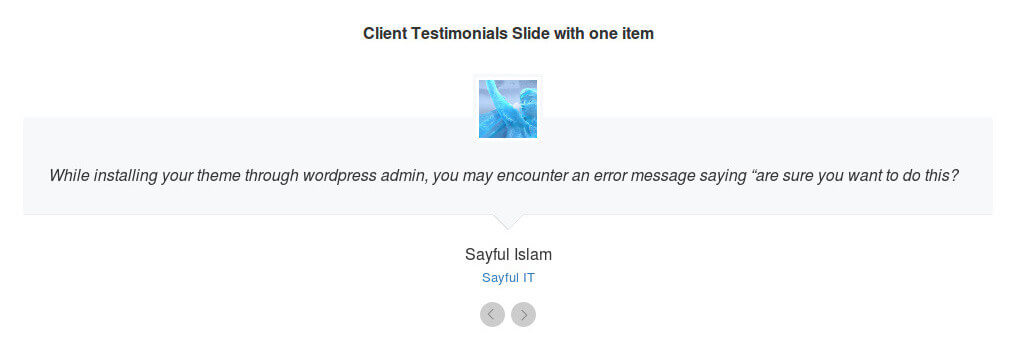 Client Testimonials Slide with one item
While installing your theme through wordpress admin, you may encounter an error message saying “are sure you want to do this?
Sayful Islam
Sayful IT